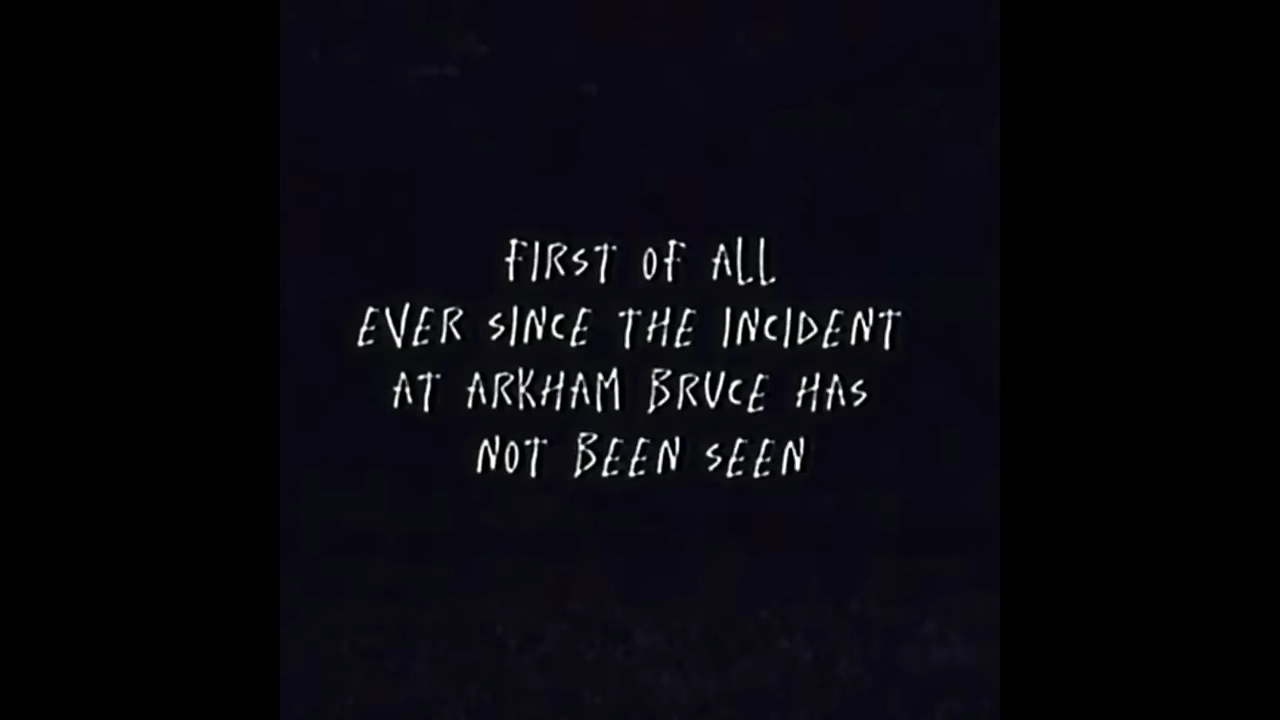 FIRST OF ALL
EVER SINCE THE INCIDENT
AT ARKHAM BRUCE HAS
NOT BEEN SEEN